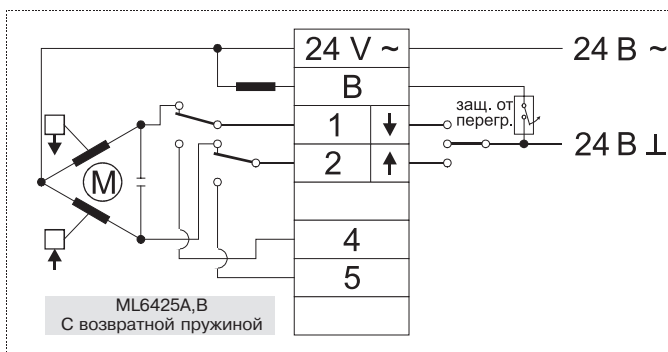 24 V ~
24 В ~
B
защ. от
перегр.
1
2
24 В ⊥
M
4
5
ML6425A,B
С возвратной пружиной